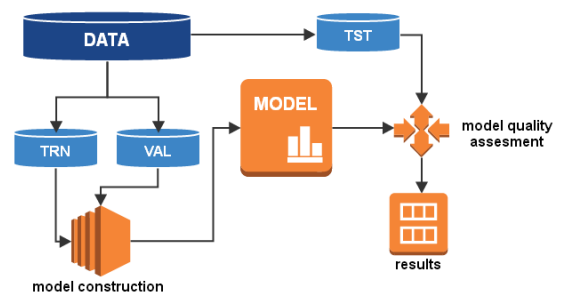 DATA
TST
MODEL
model quality
assesment
TRN
VAL
results
model construction